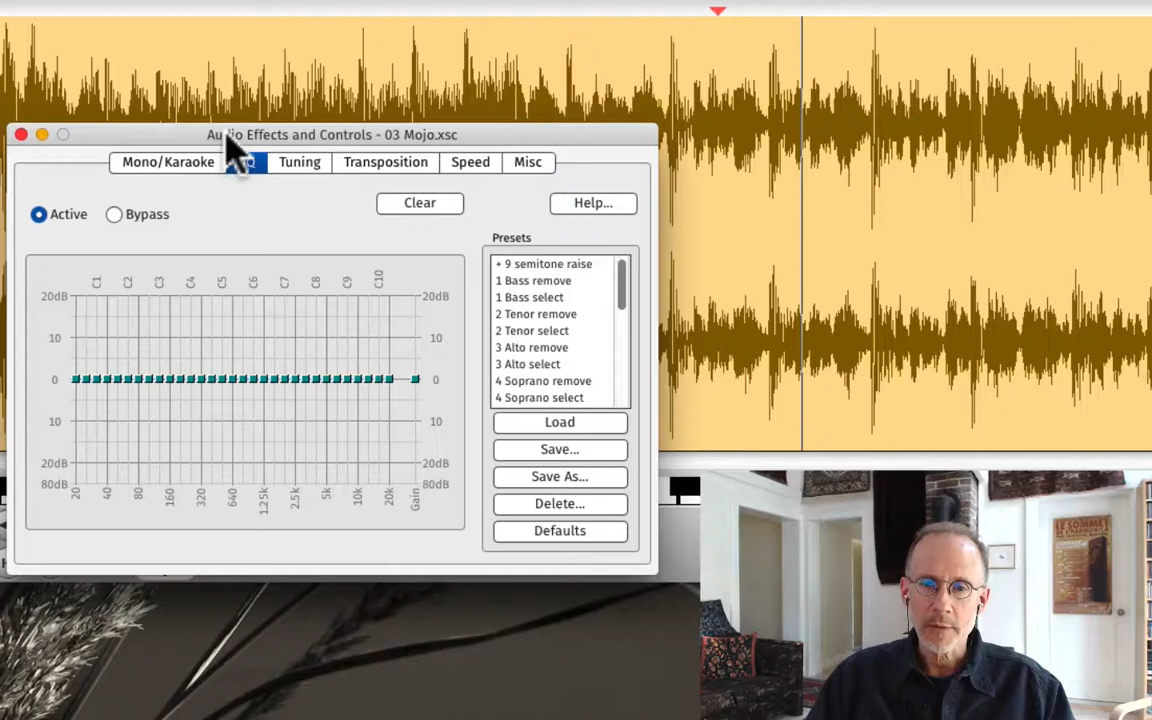 Audio Effects and Controls - 03 Mojo.xsc
Mono/Karaoke Tuning Transposition Speed Misc
Active Bypass Clear Help...
Presets
+ 9 semitone raise
1 Bass remove
1 Bass select
2 Tenor remove
2 Tenor select
3 Alto remove
3 Alto select
4 Soprano remove
4 Soprano select
Load
Save...
Save As...
Delete...
Defaults
C1 C2 C3 C4 C5 C6 C7 C8 C9 C10
20dB 20dB
10 10
0 0
10 10
20dB 20dB
80dB 80dB
20 40 80 160 320 640 1.25k 2.5k 5k 10k 20k Gain
LE SOMMET